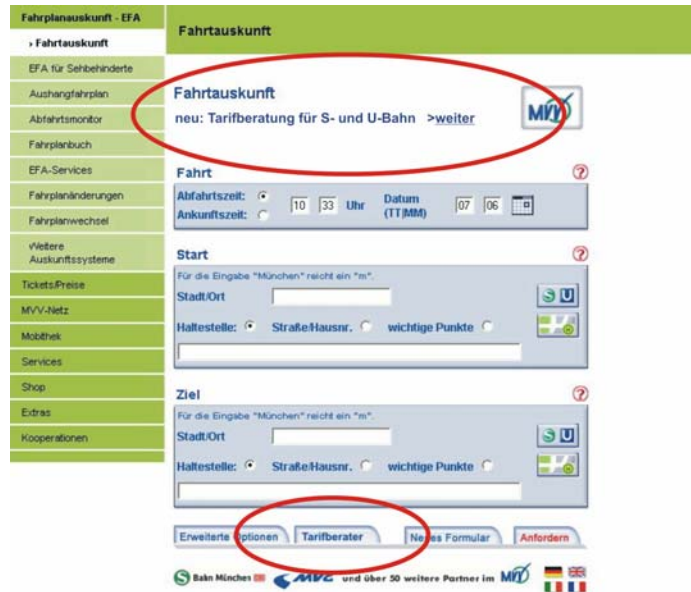 Fahrplanauskunft - EFA
› Fahrtauskunft
EFA für Sehbehinderte
Aushangfahrplan
Abfahrtsmonitor
Fahrplanbuch
EFA-Services
Fahrplanänderungen
Fahrplanwechsel
Weitere
Auskunftssysteme
Tickets/Preise
MVV-Netz
Mobithek
Services
Shop
Extras
Kooperationen
Fahrtauskunft
Fahrtauskunft
neu: Tarifberatung für S- und U-Bahn >weiter
MVV
Fahrt ?
Abfahrtszeit:
Ankunftszeit:
10 33 Uhr
Datum
(TT|MM)
07 06
Start ?
Für die Eingabe "München" reicht ein "m".
Stadt/Ort
S U
Haltestelle: Straße/Hausnr. wichtige Punkte
Ziel ?
Für die Eingabe "München" reicht ein "m".
Stadt/Ort
S U
Haltestelle: Straße/Hausnr. wichtige Punkte
Erweiterte Optionen Tarifberater Neues Formular Anfordern
S Bahn München DB MVG und über 50 weitere Partner im MVV